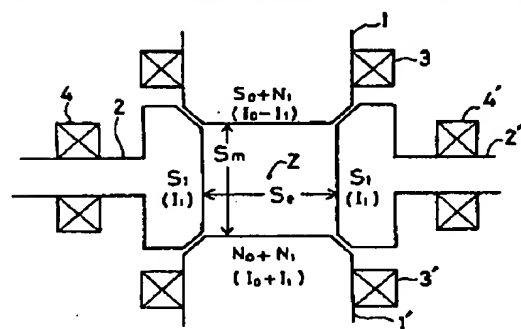 1
3
4
2
S₀+N₁
(I₀-I₁)
4′
2′
Sm
Z
S₁
(I₁)
Se
S₁
(I₁)
N₀+N₁
(I₀+I₁)
3′
1′